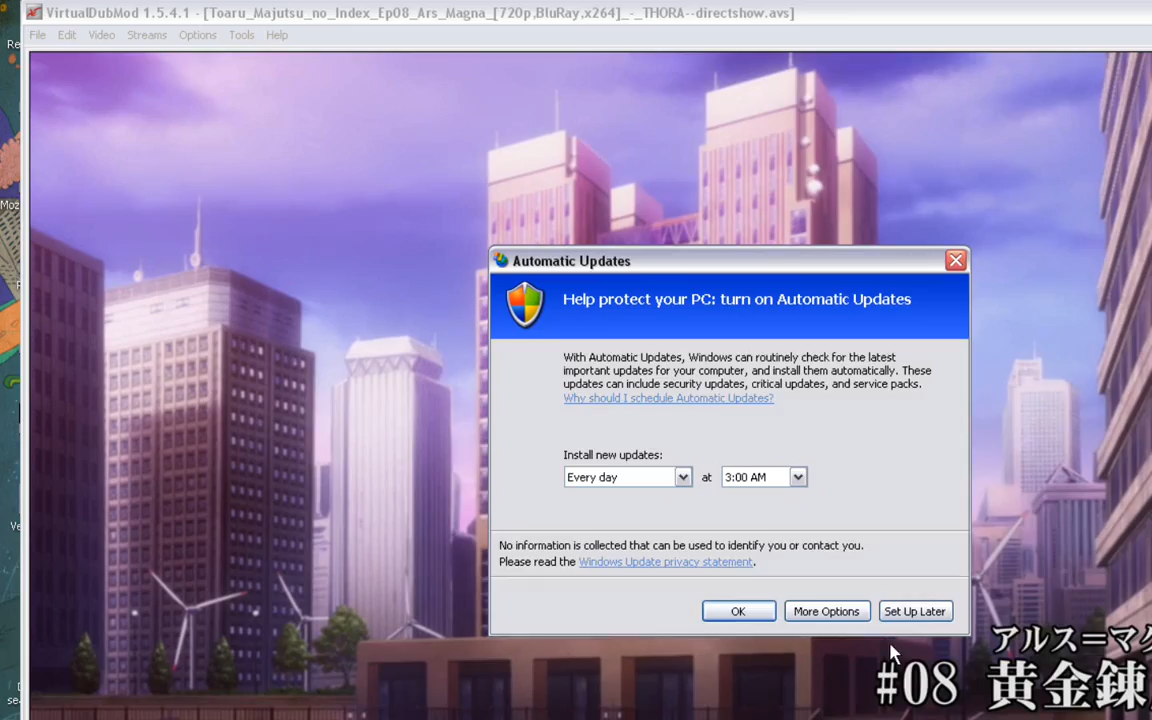 VirtualDubMod 1.5.4.1 - [Toaru_Majutsu_no_Index_Ep08_Ars_Magna_[720p,BluRay,x264]_-_THORA--directshow.avs]
File Edit Video Streams Options Tools Help
Re
Moz
Ve
se
Automatic Updates
Help protect your PC: turn on Automatic Updates
With Automatic Updates, Windows can routinely check for the latest
important updates for your computer, and install them automatically. These
updates can include security updates, critical updates, and service packs.
Why should I schedule Automatic Updates?
Install new updates:
Every day at 3:00 AM
No information is collected that can be used to identify you or contact you.
Please read the Windows Update privacy statement.
OK More Options Set Up Later
アルス＝マグ
#08 黄金錬